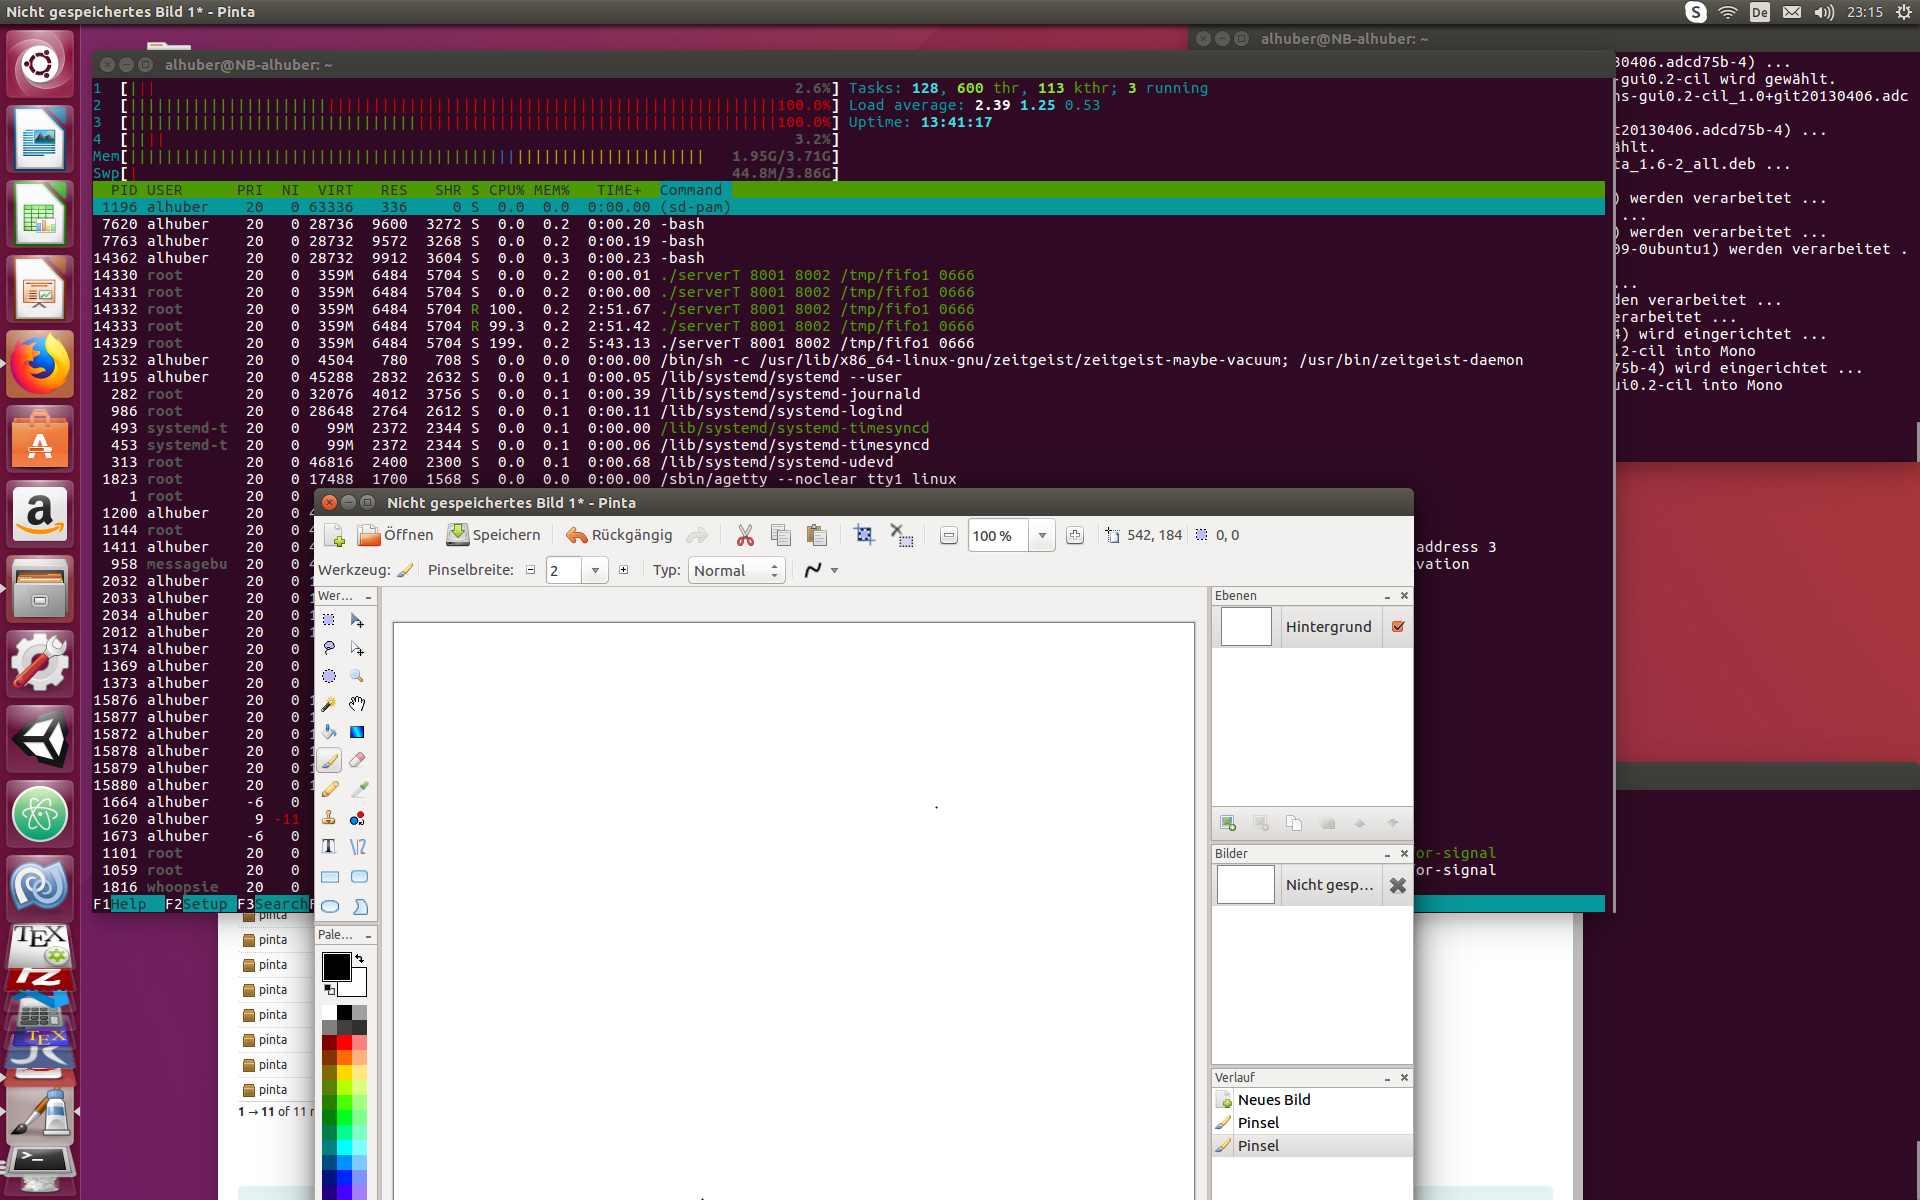 Nicht gespeichertes Bild 1* - Pinta
De
23:15
alhuber@NB-alhuber: ~
alhuber@NB-alhuber: ~
1 [ 2.6%] Tasks: 128, 600 thr, 113 kthr; 3 running
2 [ 100.0%] Load average: 2.39 1.25 0.53
3 [ 100.0%] Uptime: 13:41:17
4 [ 3.2%]
Mem[ 1.95G/3.71G]
Swp[ 44.8M/3.86G]
PID USER PRI NI VIRT RES SHR S CPU% MEM% TIME+ Command
1196 alhuber 20 0 63336 336 0 S 0.0 0.0 0:00.00 (sd-pam)
7620 alhuber 20 0 28736 9600 3272 S 0.0 0.2 0:00.20 -bash
7763 alhuber 20 0 28732 9572 3268 S 0.0 0.2 0:00.19 -bash
14362 alhuber 20 0 28732 9912 3604 S 0.0 0.3 0:00.23 -bash
14330 root 20 0 359M 6484 5704 S 0.0 0.2 0:00.01 ./serverT 8001 8002 /tmp/fifo1 0666
14331 root 20 0 359M 6484 5704 S 0.0 0.2 0:00.00 ./serverT 8001 8002 /tmp/fifo1 0666
14332 root 20 0 359M 6484 5704 R 100. 0.2 2:51.67 ./serverT 8001 8002 /tmp/fifo1 0666
14333 root 20 0 359M 6484 5704 R 99.3 0.2 2:51.42 ./serverT 8001 8002 /tmp/fifo1 0666
14329 root 20 0 359M 6484 5704 S 199. 0.2 5:43.13 ./serverT 8001 8002 /tmp/fifo1 0666
2532 alhuber 20 0 4504 780 708 S 0.0 0.0 0:00.00 /bin/sh -c /usr/lib/x86_64-linux-gnu/zeitgeist/zeitgeist-maybe-vacuum; /usr/bin/zeitgeist-daemon
1195 alhuber 20 0 45288 2832 2632 S 0.0 0.1 0:00.05 /lib/systemd/systemd --user
282 root 20 0 32076 4012 3756 S 0.0 0.1 0:00.39 /lib/systemd/systemd-journald
986 root 20 0 28648 2764 2612 S 0.0 0.1 0:00.11 /lib/systemd/systemd-logind
493 systemd-t 20 0 99M 2372 2344 S 0.0 0.1 0:00.00 /lib/systemd/systemd-timesyncd
453 systemd-t 20 0 99M 2372 2344 S 0.0 0.1 0:00.06 /lib/systemd/systemd-timesyncd
313 root 20 0 46816 2400 2300 S 0.0 0.1 0:00.68 /lib/systemd/systemd-udevd
1823 root 20 0 17488 1700 1568 S 0.0 0.0 0:00.00 /sbin/agetty --noclear tty1 linux
1 root 20 0
1200 alhuber 20 0
1144 root 20 0
1411 alhuber 20 0
958 messagebu 20 0
2032 alhuber 20 0
2033 alhuber 20 0
2034 alhuber 20 0
2012 alhuber 20 0
1374 alhuber 20 0
1369 alhuber 20 0
1373 alhuber 20 0
15876 alhuber 20 0
15877 alhuber 20 0
15872 alhuber 20 0
15878 alhuber 20 0
15879 alhuber 20 0
15880 alhuber 20 0
1664 alhuber -6 0
1620 alhuber 9 -11
1673 alhuber -6 0
1101 root 20 0
1059 root 20 0
1816 whoopsie 20 0
F1Help F2Setup F3Search
30406.adcd75b-4) ...
-gui0.2-cil wird gewählt.
ns-gui0.2-cil_1.0+git20130406.adc
t20130406.adcd75b-4) ...
ählt.
ta_1.6-2_all.deb ...
) werden verarbeitet ...
...
) werden verarbeitet ...
09-0ubuntu1) werden verarbeitet .
...
den verarbeitet ...
erarbeitet ...
4) wird eingerichtet ...
.2-cil into Mono
75b-4) wird eingerichtet ...
ui0.2-cil into Mono
address 3
vation
or-signal
or-signal
Nicht gespeichertes Bild 1* - Pinta
Öffnen Speichern Rückgängig 100 % 542, 184 0, 0
Werkzeug: Pinselbreite: 2 Typ: Normal
Wer...
Pale...
Ebenen
Hintergrund
Bilder
Nicht gesp...
Verlauf
Neues Bild
Pinsel
Pinsel
pinta
pinta
pinta
pinta
pinta
pinta
pinta
pinta
1 → 11 of 11 r
TEX
TEX